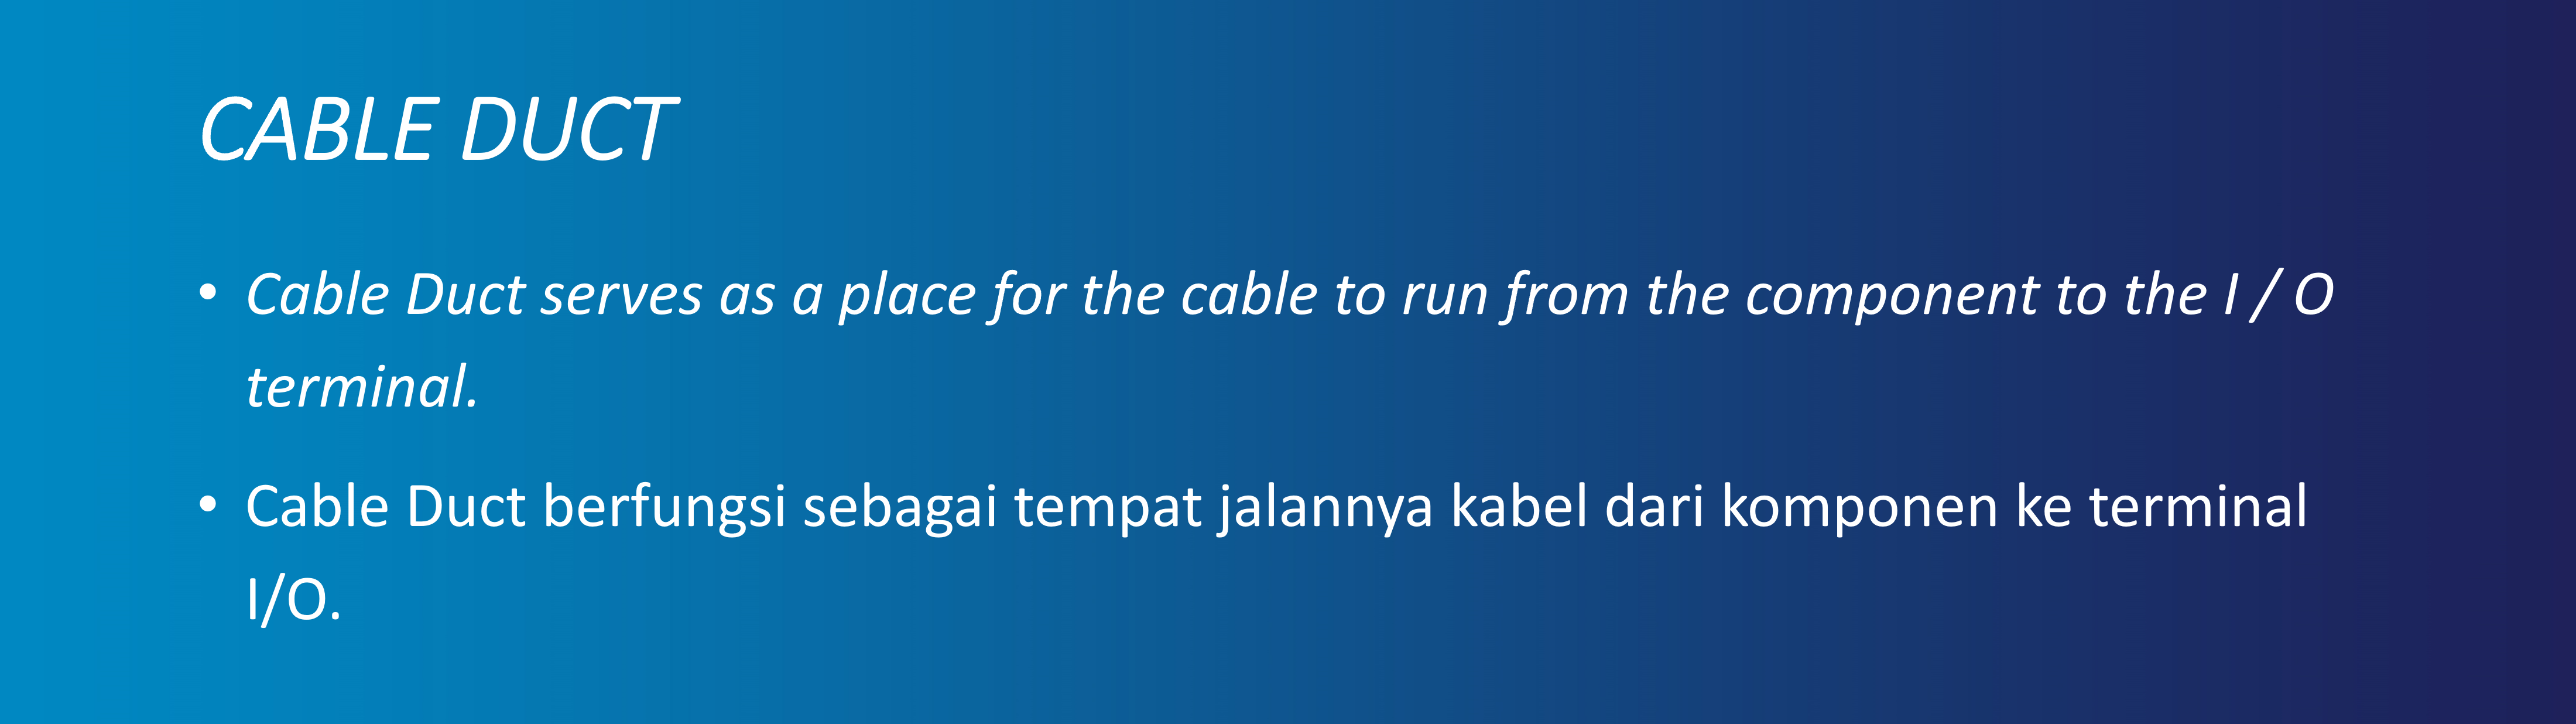 CABLE DUCT
• Cable Duct serves as a place for the cable to run from the component to the I / O
terminal.
• Cable Duct berfungsi sebagai tempat jalannya kabel dari komponen ke terminal
I/O.